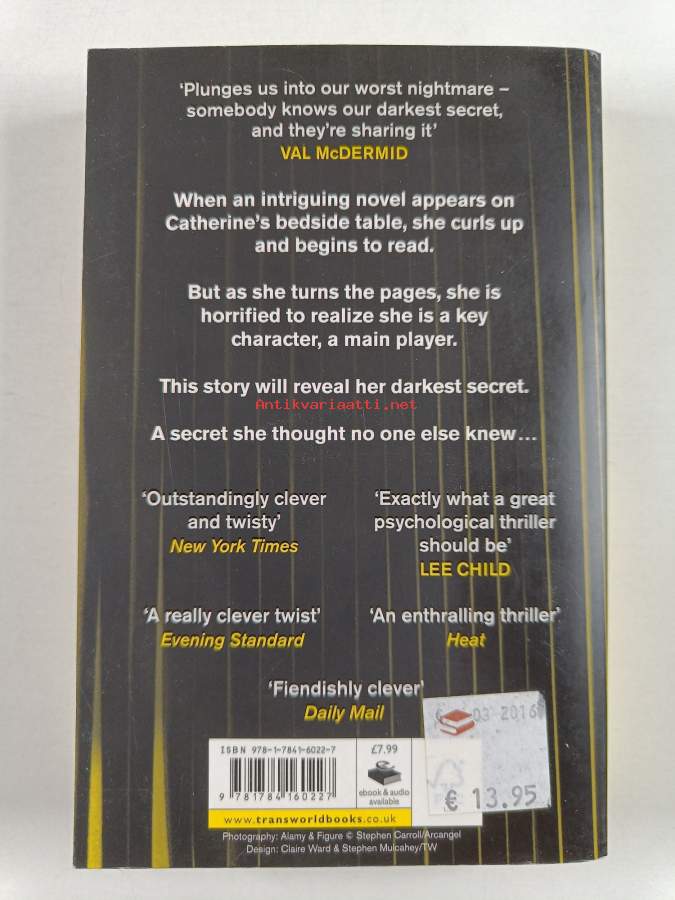 ‘Plunges us into our worst nightmare –
somebody knows our darkest secret,
and they’re sharing it’
VAL McDERMID
When an intriguing novel appears on
Catherine’s bedside table, she curls up
and begins to read.
But as she turns the pages, she is
horrified to realize she is a key
character, a main player.
This story will reveal her darkest secret.
Antikvariaatti.net
A secret she thought no one else knew…
‘Outstandingly clever
and twisty’
New York Times
‘Exactly what a great
psychological thriller
should be’
LEE CHILD
‘A really clever twist’
Evening Standard
‘An enthralling thriller’
Heat
‘Fiendishly clever’
Daily Mail
ISBN 978-1-7841-6022-7
9 781784 160227
£7.99
ebook & audio
available
03 2016
€ 13.95
www.transworldbooks.co.uk
Photography: Alamy & Figure © Stephen Carroll/Arcangel
Design: Claire Ward & Stephen Mulcahey/TW